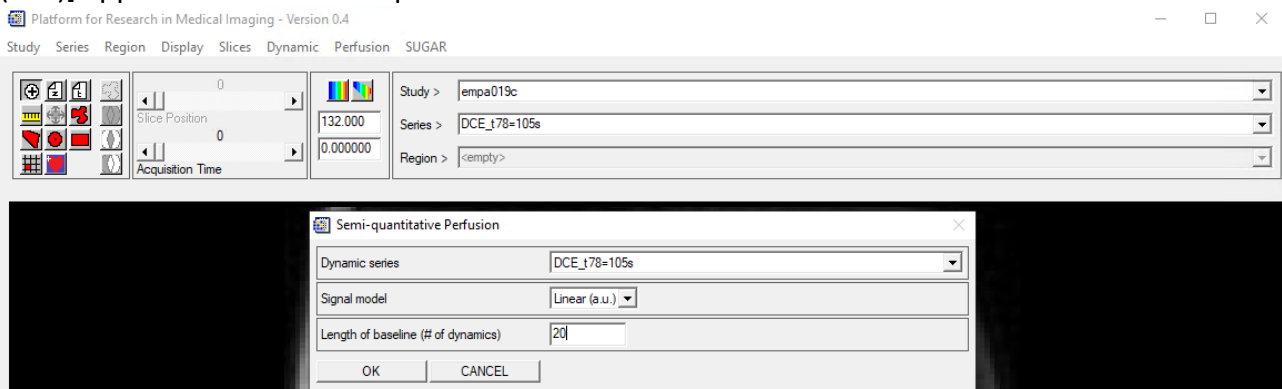 Platform for Research in Medical Imaging - Version 0.4
Study Series Region Display Slices Dynamic Perfusion SUGAR
0
Slice Position
0
Acquisition Time
132.000
0.000000
Study > empa019c
Series > DCE_t78=105s
Region > <empty>
Semi-quantitative Perfusion
Dynamic series DCE_t78=105s
Signal model Linear (a.u.)
Length of baseline (# of dynamics) 20
OK CANCEL